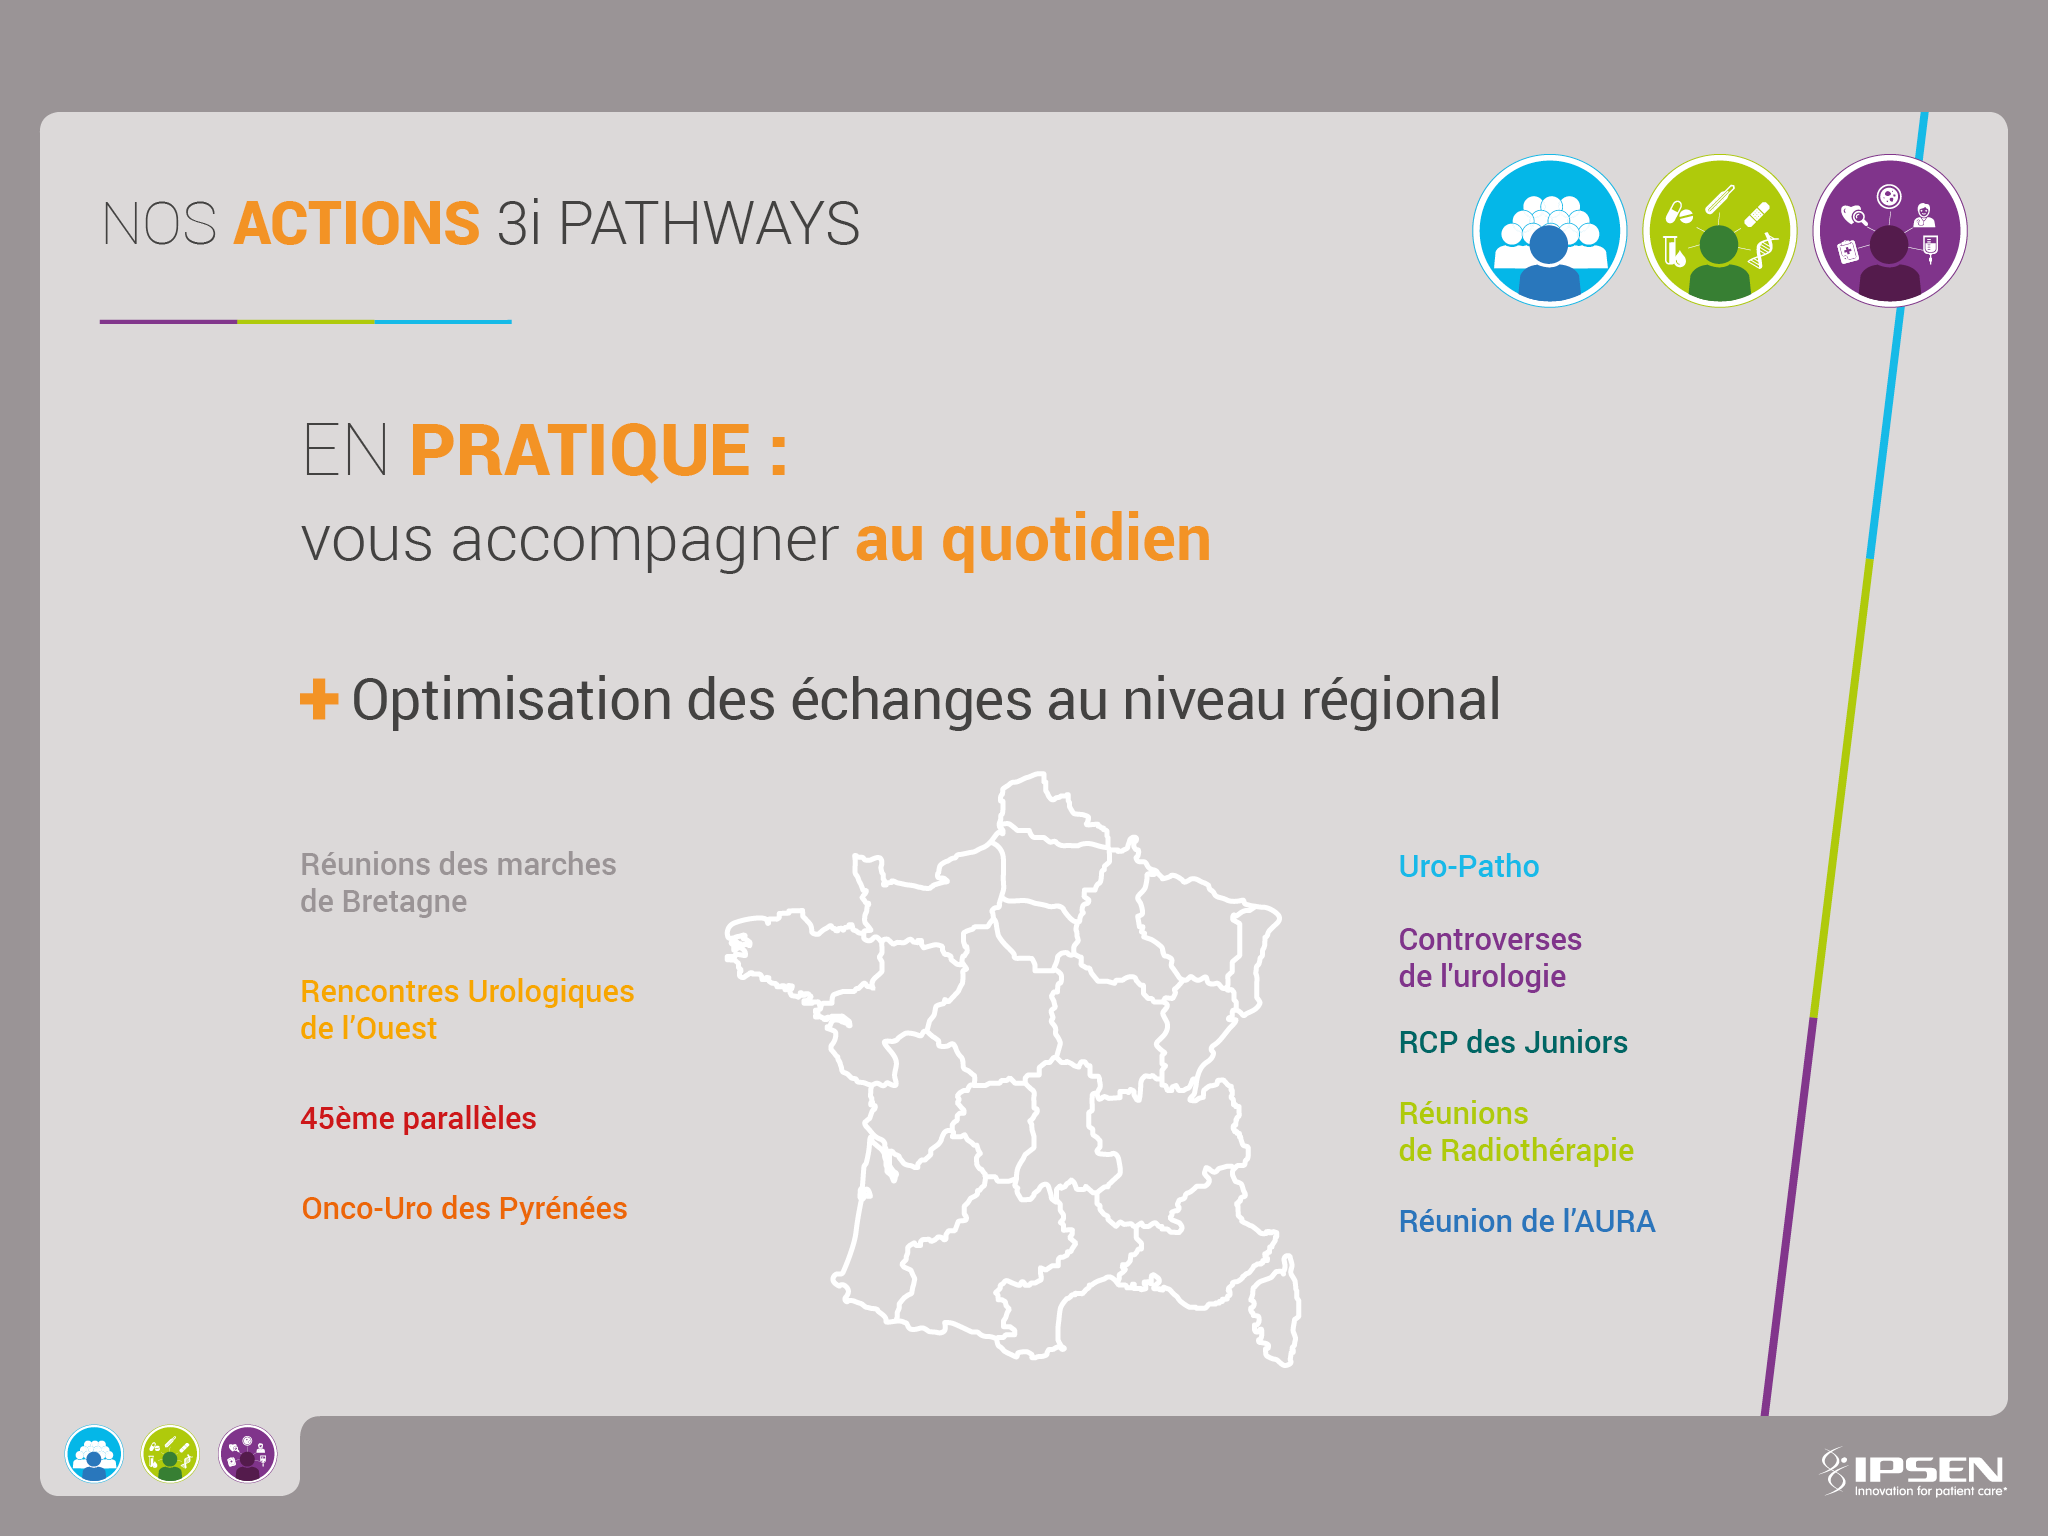 NOS ACTIONS 3i PATHWAYS
EN PRATIQUE :
vous accompagner au quotidien
+ Optimisation des échanges au niveau régional
Réunions des marches
de Bretagne
Rencontres Urologiques
de l’Ouest
45ème parallèles
Onco-Uro des Pyrénées
Uro-Patho
Controverses
de l'urologie
RCP des Juniors
Réunions
de Radiothérapie
Réunion de l’AURA
IPSEN
Innovation for patient care*